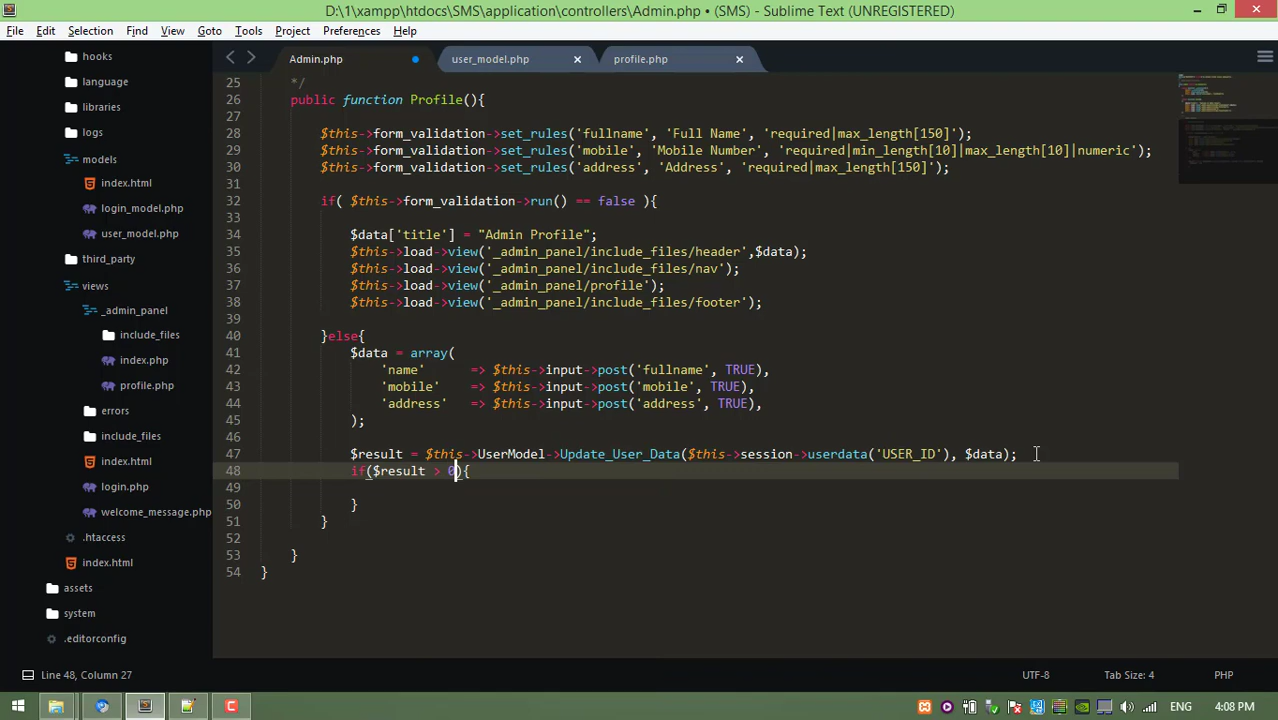 D:\1\xampp\htdocs\SMS\application\controllers\Admin.php • (SMS) - Sublime Text (UNREGISTERED)
File Edit Selection Find View Goto Tools Project Preferences Help
hooks
language
libraries
logs
models
index.html
login_model.php
user_model.php
third_party
views
_admin_panel
include_files
index.php
profile.php
errors
include_files
index.html
login.php
welcome_message.php
.htaccess
index.html
assets
system
.editorconfig
Admin.php user_model.php profile.php
25 */
26 public function Profile(){
27
28 $this->form_validation->set_rules('fullname', 'Full Name', 'required|max_length[150]');
29 $this->form_validation->set_rules('mobile', 'Mobile Number', 'required|min_length[10]|max_length[10]|numeric');
30 $this->form_validation->set_rules('address', 'Address', 'required|max_length[150]');
31
32 if( $this->form_validation->run() == false ){
33
34 $data['title'] = "Admin Profile";
35 $this->load->view('_admin_panel/include_files/header',$data);
36 $this->load->view('_admin_panel/include_files/nav');
37 $this->load->view('_admin_panel/profile');
38 $this->load->view('_admin_panel/include_files/footer');
39
40 }else{
41 $data = array(
42 'name' => $this->input->post('fullname', TRUE),
43 'mobile' => $this->input->post('mobile', TRUE),
44 'address' => $this->input->post('address', TRUE),
45 );
46
47 $result = $this->UserModel->Update_User_Data($this->session->userdata('USER_ID'), $data);
48 if($result > 0){
49
50 }
51 }
52
53 }
54 }
Line 48, Column 27 UTF-8 Tab Size: 4 PHP
ENG 4:08 PM